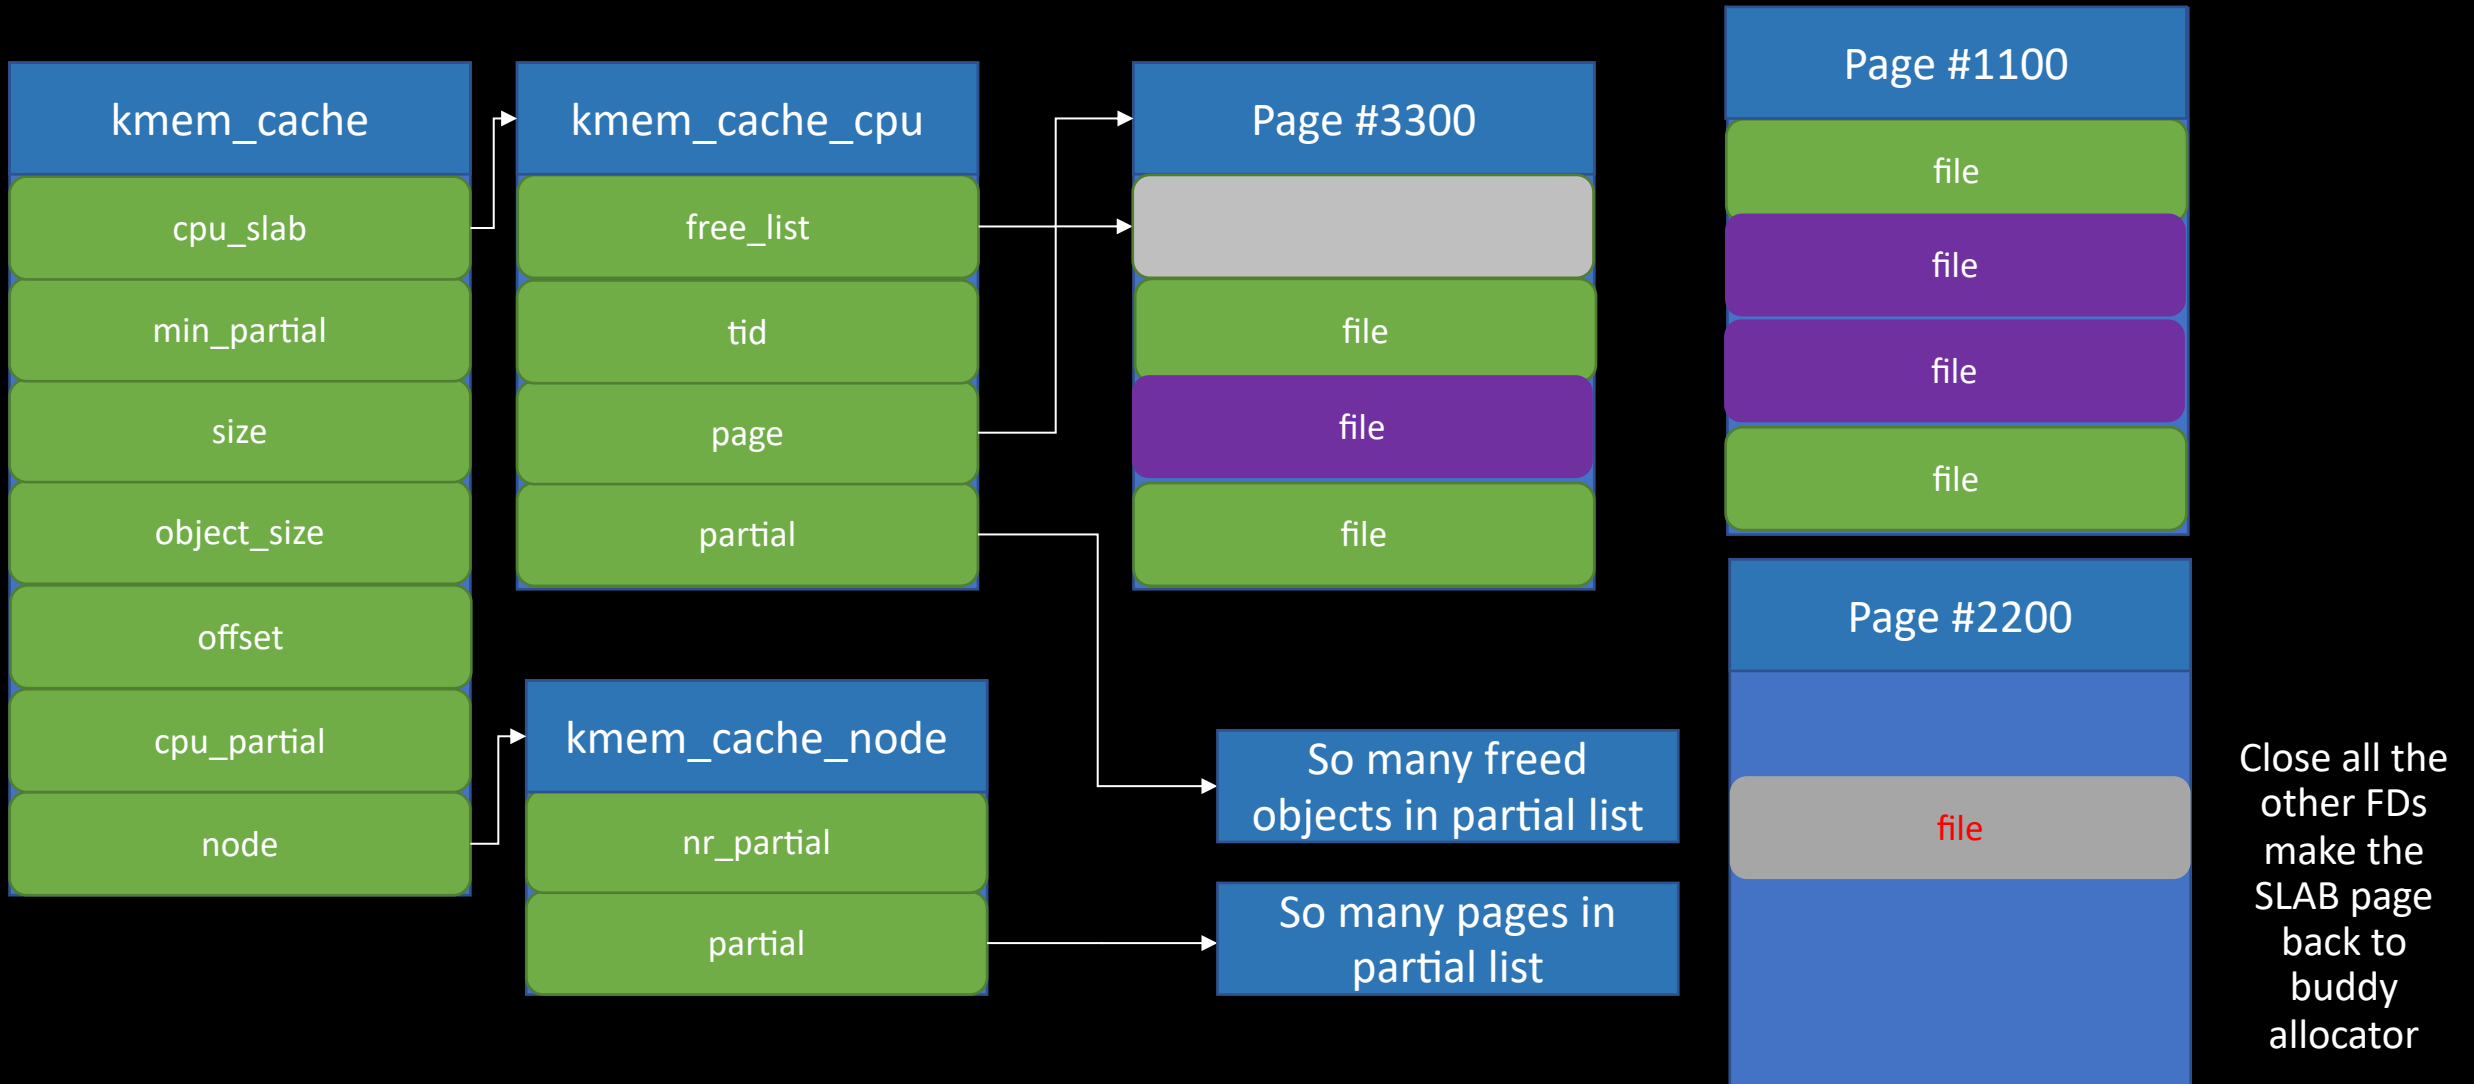 kmem_cache
cpu_slab
min_partial
size
object_size
offset
cpu_partial
node
kmem_cache_cpu
free_list
tid
page
partial
kmem_cache_node
nr_partial
partial
Page #3300
file
file
file
So many freed
objects in partial list
So many pages in
partial list
Page #1100
file
file
file
file
Page #2200
file
Close all the
other FDs
make the
SLAB page
back to
buddy
allocator